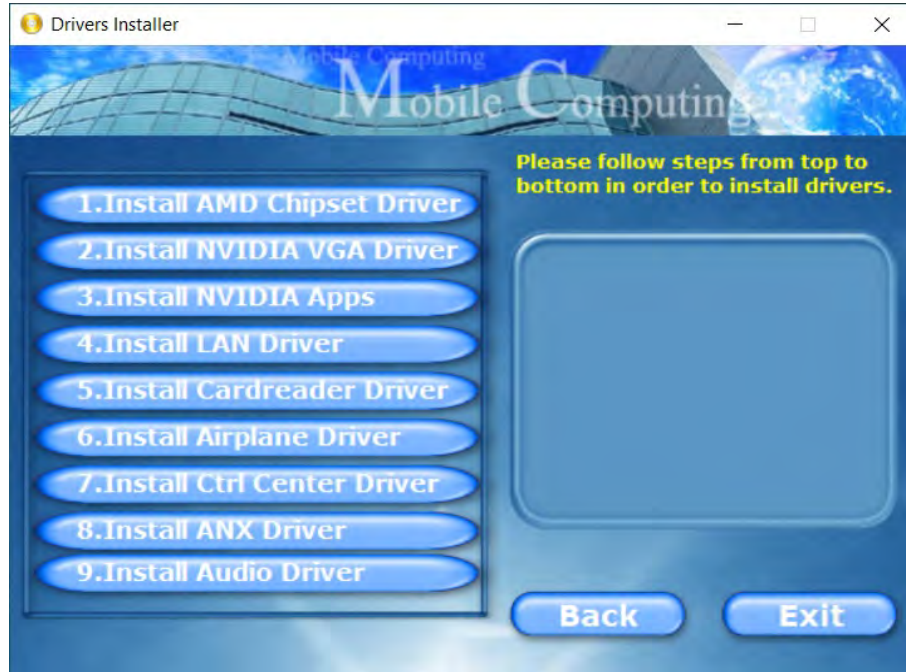 Drivers Installer
Mobile Computing
Mobile Computing
Please follow steps from top to
bottom in order to install drivers.
1.Install AMD Chipset Driver
2.Install NVIDIA VGA Driver
3.Install NVIDIA Apps
4.Install LAN Driver
5.Install Cardreader Driver
6.Install Airplane Driver
7.Install Ctrl Center Driver
8.Install ANX Driver
9.Install Audio Driver
Back
Exit